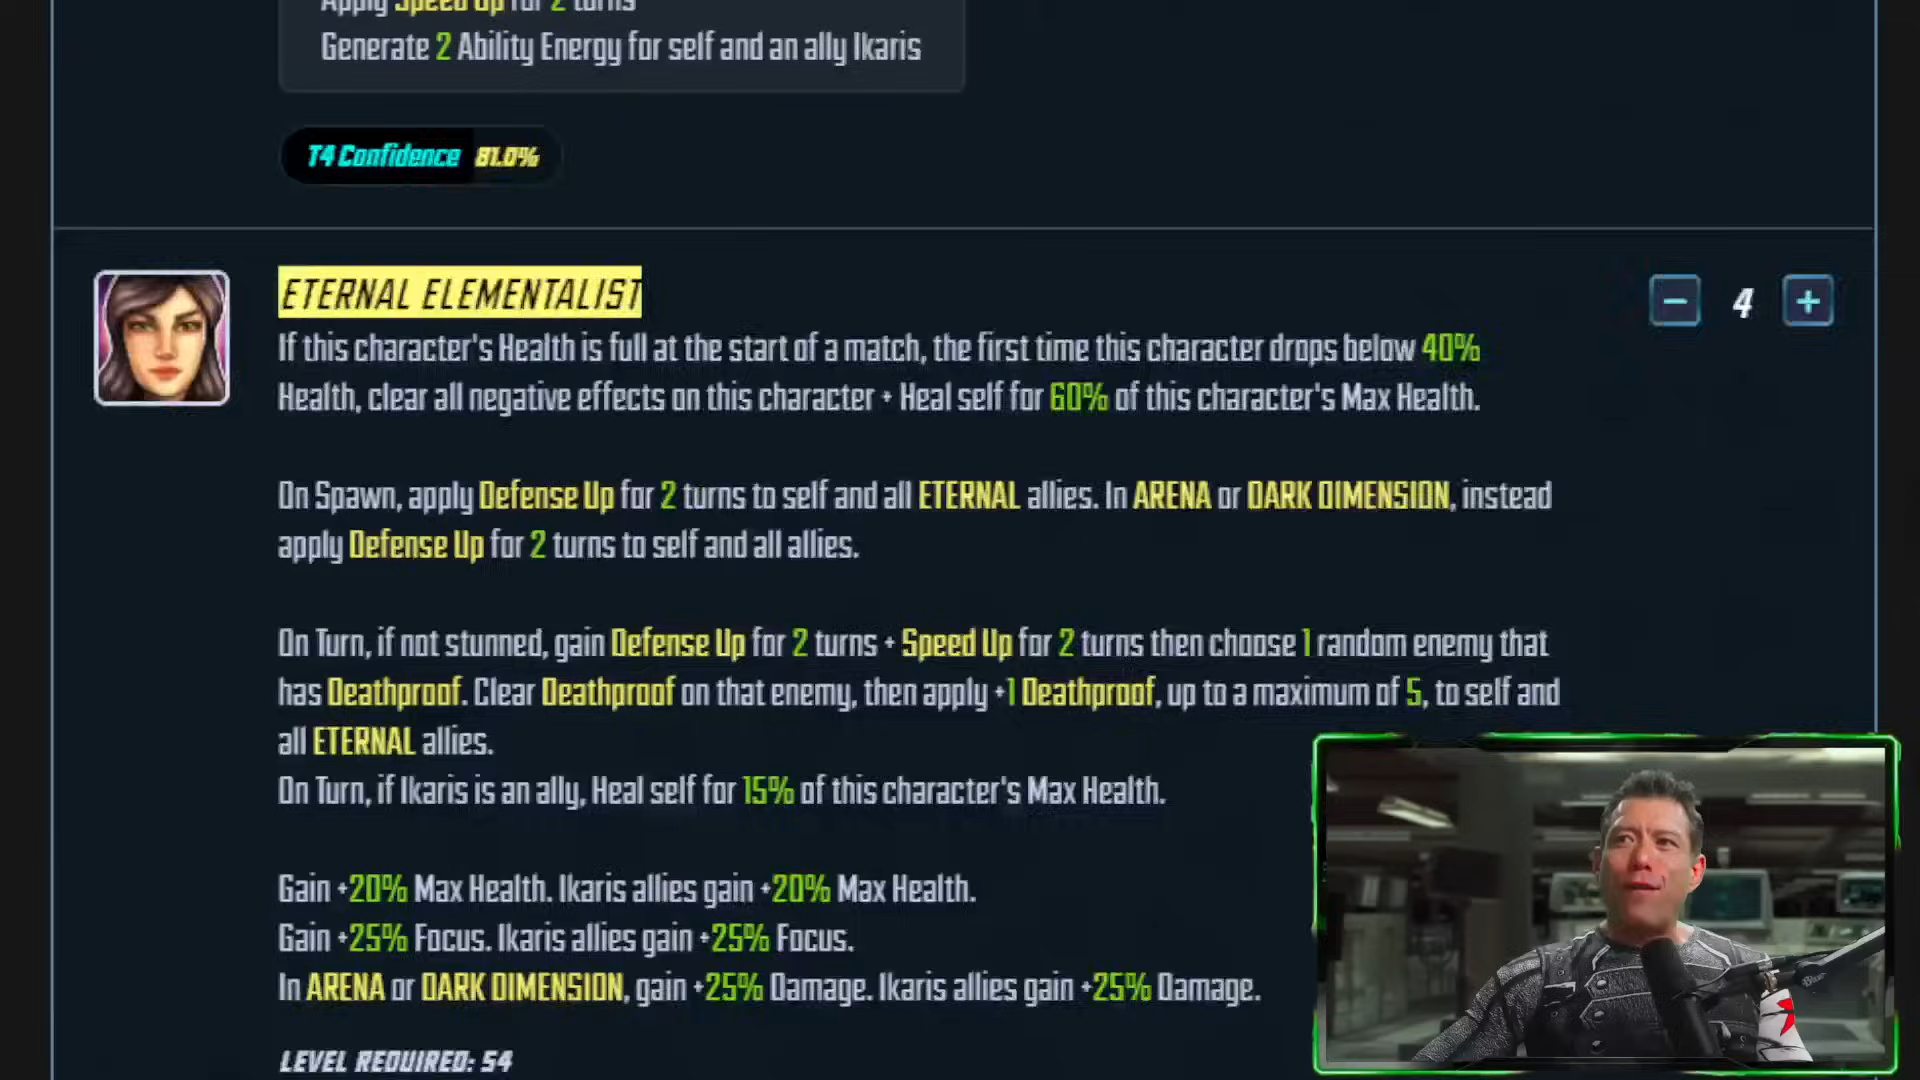 Apply Speed Up for 2 turns
Generate 2 Ability Energy for self and an ally Ikaris
T4 Confidence 81.0%
ETERNAL ELEMENTALIST
− 4 +
If this character's Health is full at the start of a match, the first time this character drops below 40%
Health, clear all negative effects on this character + Heal self for 60% of this character's Max Health.
On Spawn, apply Defense Up for 2 turns to self and all ETERNAL allies. In ARENA or DARK DIMENSION, instead
apply Defense Up for 2 turns to self and all allies.
On Turn, if not stunned, gain Defense Up for 2 turns + Speed Up for 2 turns then choose 1 random enemy that
has Deathproof. Clear Deathproof on that enemy, then apply +1 Deathproof, up to a maximum of 5, to self and
all ETERNAL allies.
On Turn, if Ikaris is an ally, Heal self for 15% of this character's Max Health.
Gain +20% Max Health. Ikaris allies gain +20% Max Health.
Gain +25% Focus. Ikaris allies gain +25% Focus.
In ARENA or DARK DIMENSION, gain +25% Damage. Ikaris allies gain +25% Damage.
LEVEL REQUIRED: 54